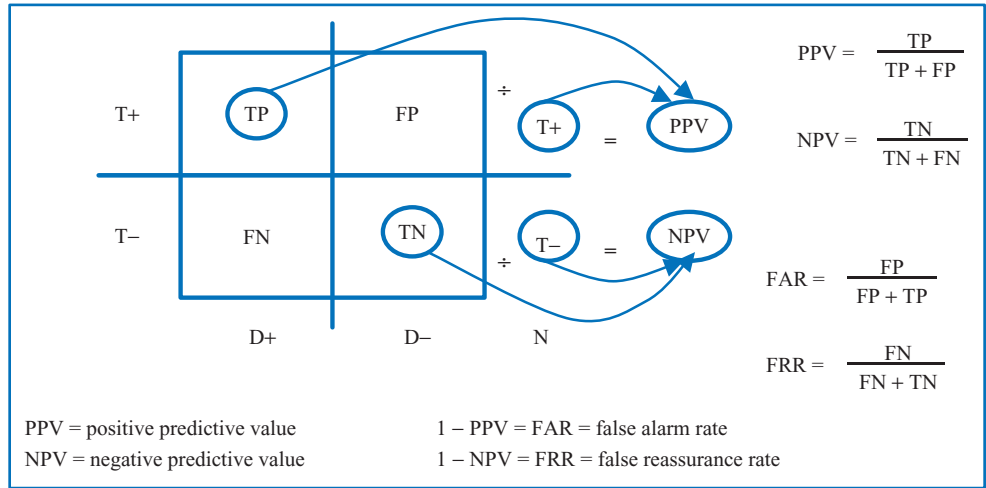 T+ TP FP ÷ T+ = PPV
T− FN TN ÷ T− = NPV
D+ D− N
PPV = TP / TP + FP
NPV = TN / TN + FN
FAR = FP / FP + TP
FRR = FN / FN + TN
PPV = positive predictive value
NPV = negative predictive value
1 − PPV = FAR = false alarm rate
1 − NPV = FRR = false reassurance rate